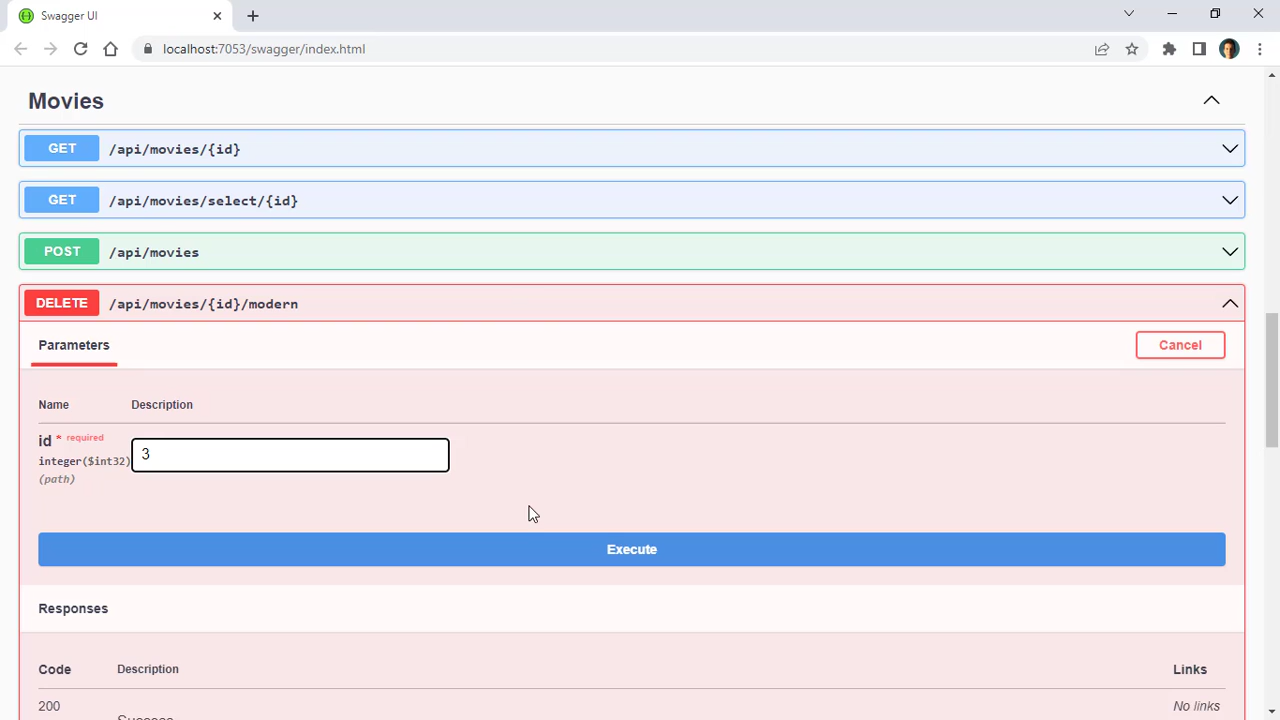 Swagger UI
localhost:7053/swagger/index.html
Movies
GET /api/movies/{id}
GET /api/movies/select/{id}
POST /api/movies
DELETE /api/movies/{id}/modern
Parameters Cancel
Name Description
id * required 3
integer($int32)
(path)
Execute
Responses
Code Description Links
200 Success No links